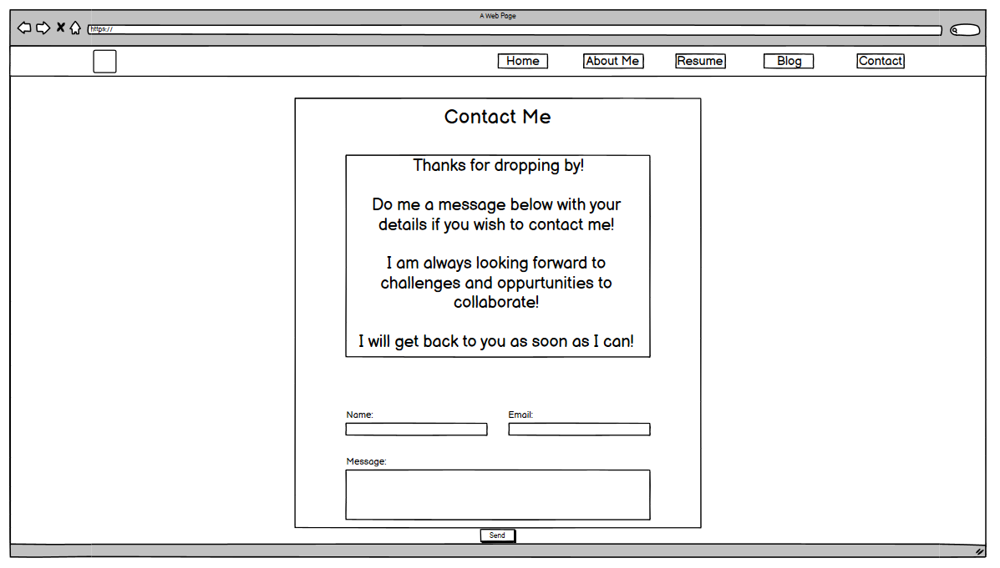 A Web Page
https://
Home About Me Resume Blog Contact
Contact Me
Thanks for dropping by!
Do me a message below with your
details if you wish to contact me!
I am always looking forward to
challenges and oppurtunities to
collaborate!
I will get back to you as soon as I can!
Name: Email:
Message:
Send